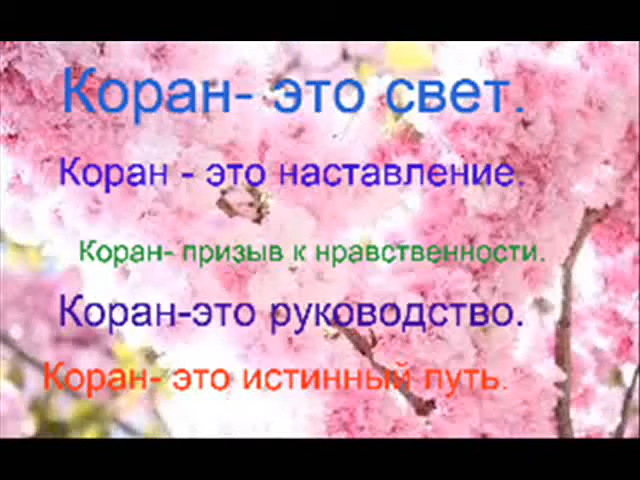 Коран- это свет.
Коран - это наставление.
Коран- призыв к нравственности.
Коран-это руководство.
Коран- это истинный путь.